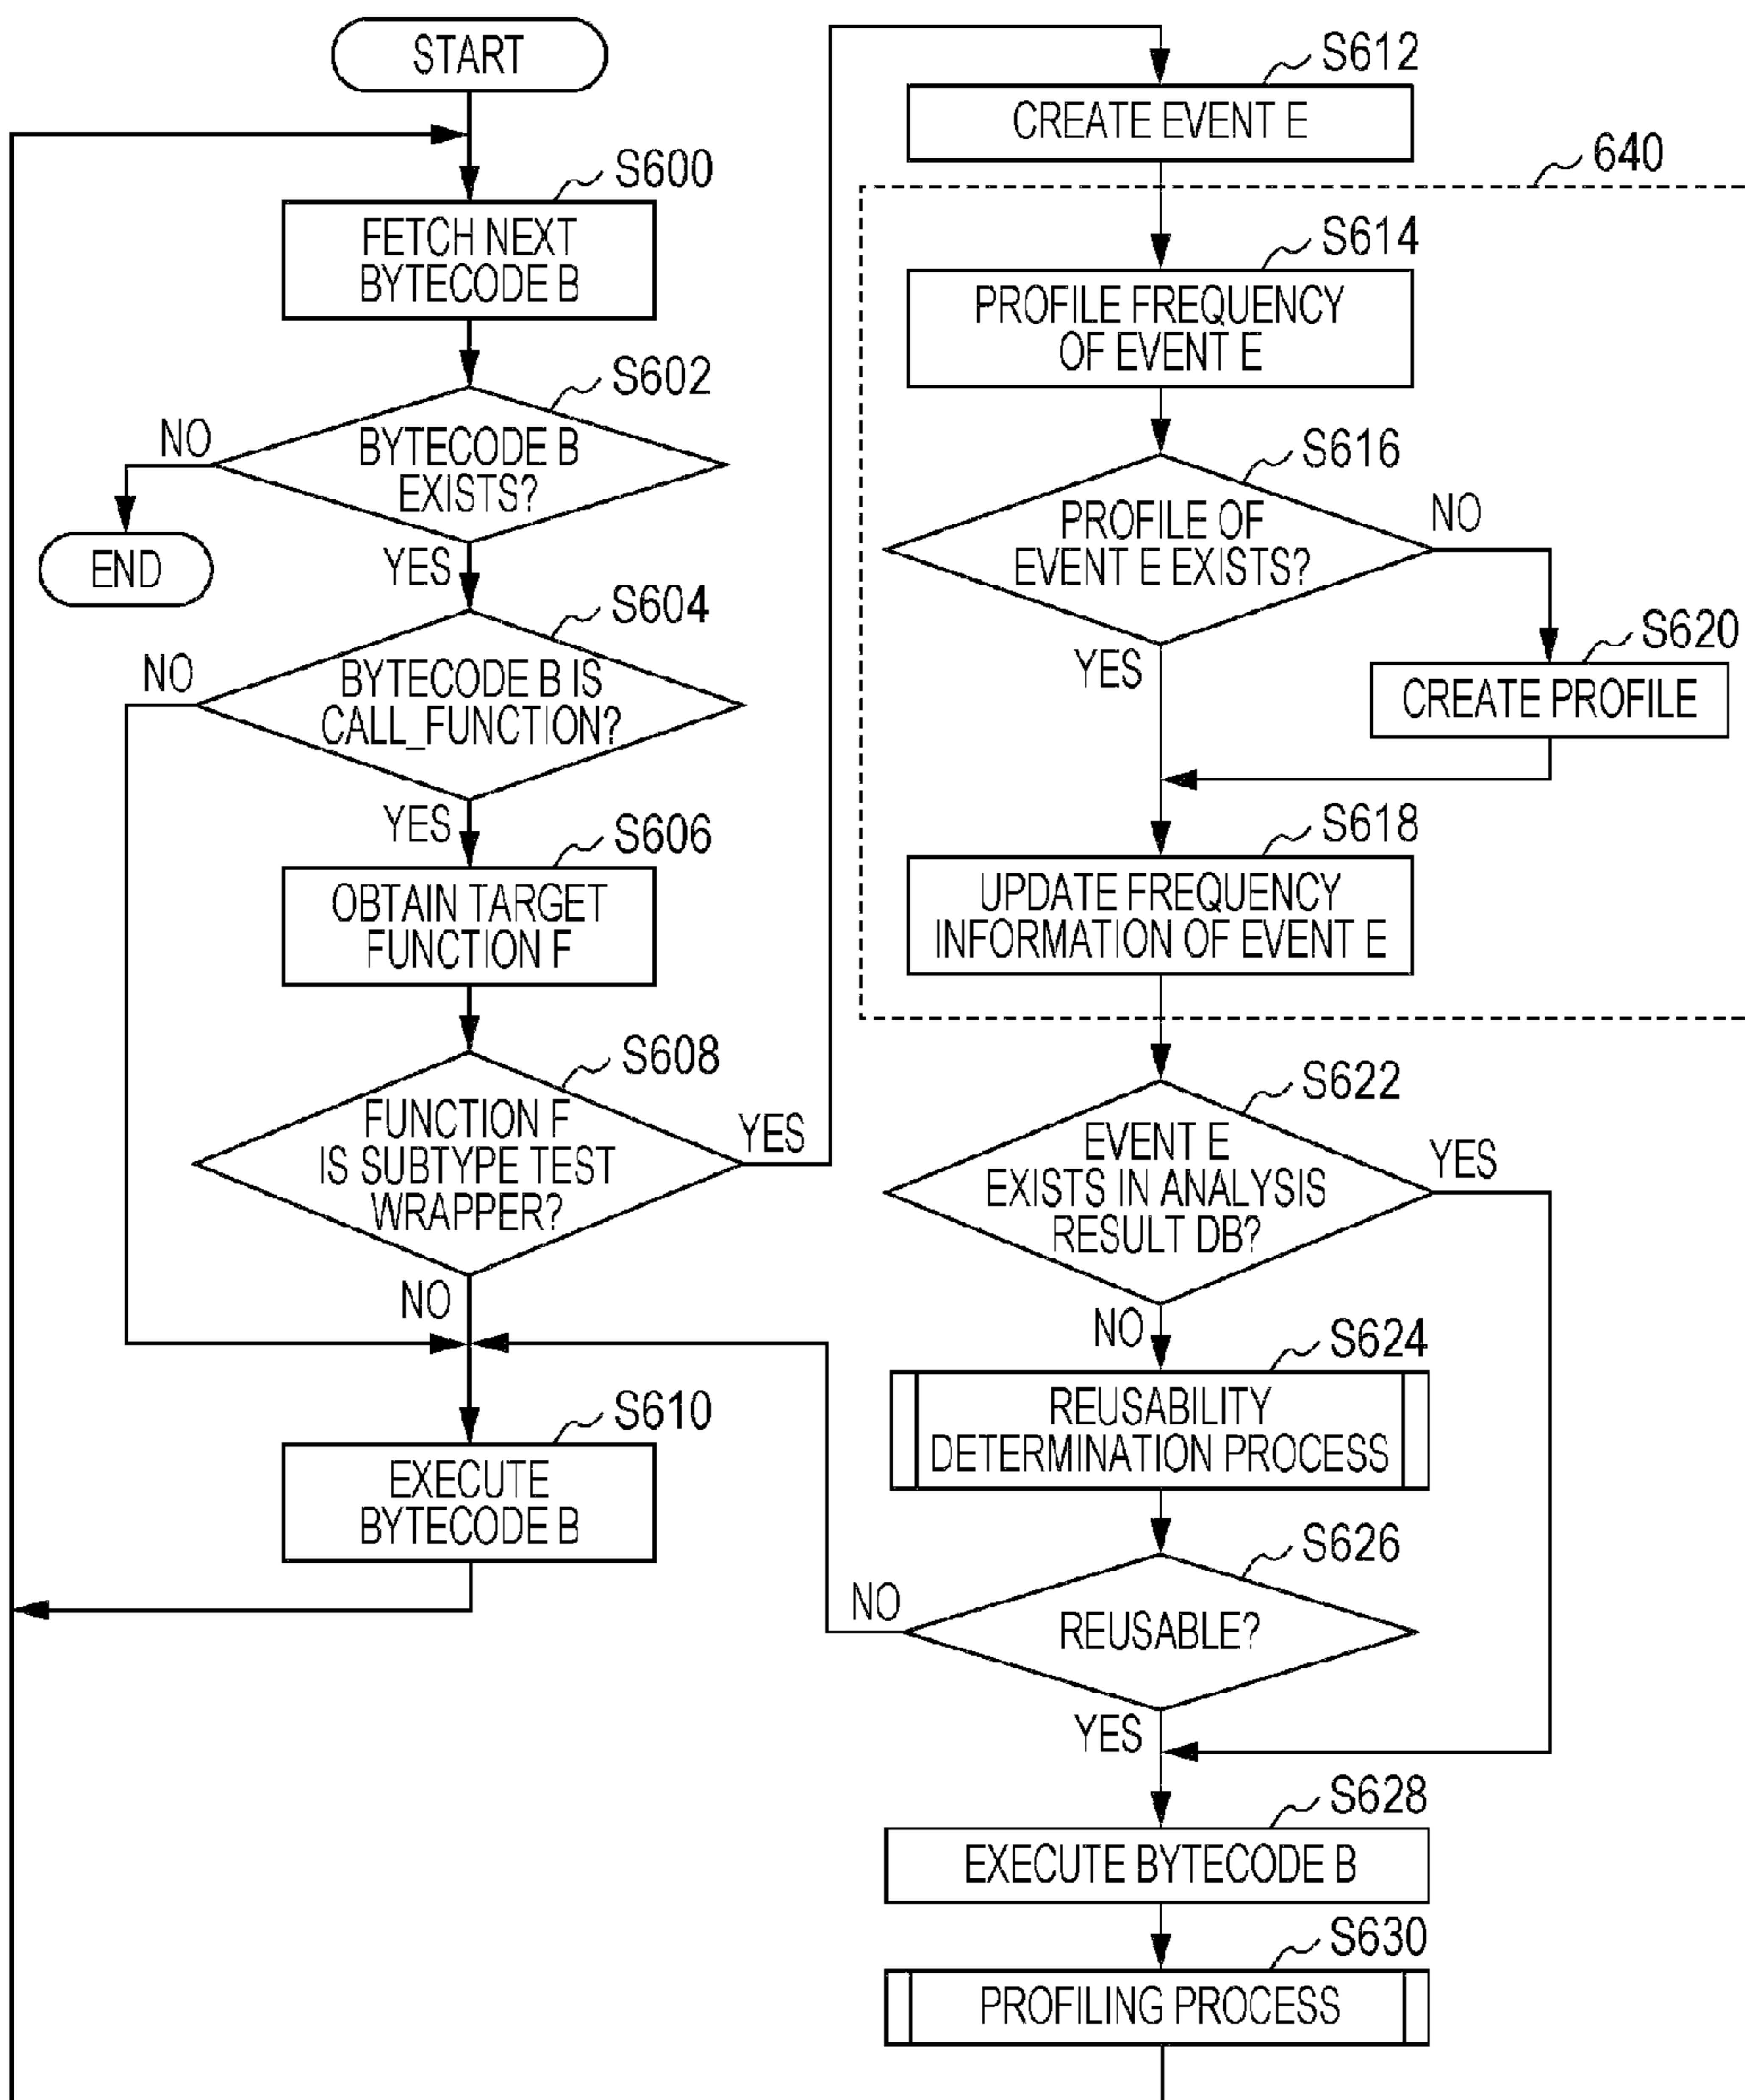 START
S600
FETCH NEXT
BYTECODE B
S602
BYTECODE B
EXISTS?
NO
END
YES
S604
BYTECODE B IS
CALL_FUNCTION?
NO
YES
S606
OBTAIN TARGET
FUNCTION F
S608
FUNCTION F
IS SUBTYPE TEST
WRAPPER?
YES
NO
S610
EXECUTE
BYTECODE B
S612
CREATE EVENT E
640
S614
PROFILE FREQUENCY
OF EVENT E
S616
PROFILE OF
EVENT E EXISTS?
NO
YES
S620
CREATE PROFILE
S618
UPDATE FREQUENCY
INFORMATION OF EVENT E
S622
EVENT E
EXISTS IN ANALYSIS
RESULT DB?
YES
NO
S624
REUSABILITY
DETERMINATION PROCESS
S626
REUSABLE?
NO
YES
S628
EXECUTE BYTECODE B
S630
PROFILING PROCESS